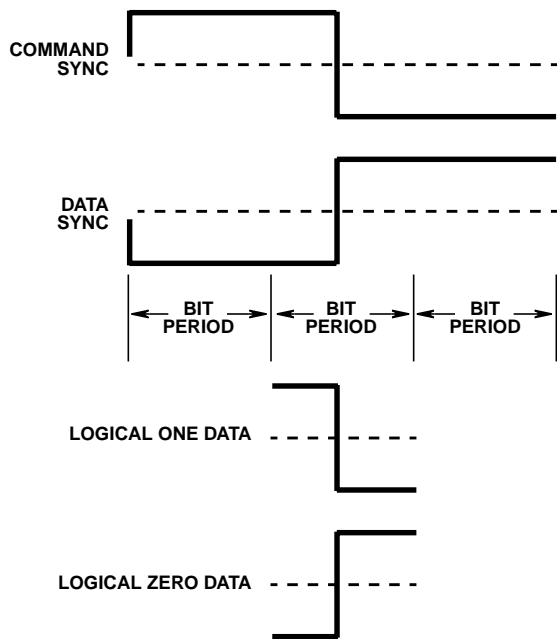 COMMAND
SYNC
DATA
SYNC
BIT
PERIOD
BIT
PERIOD
BIT
PERIOD
LOGICAL ONE DATA
LOGICAL ZERO DATA